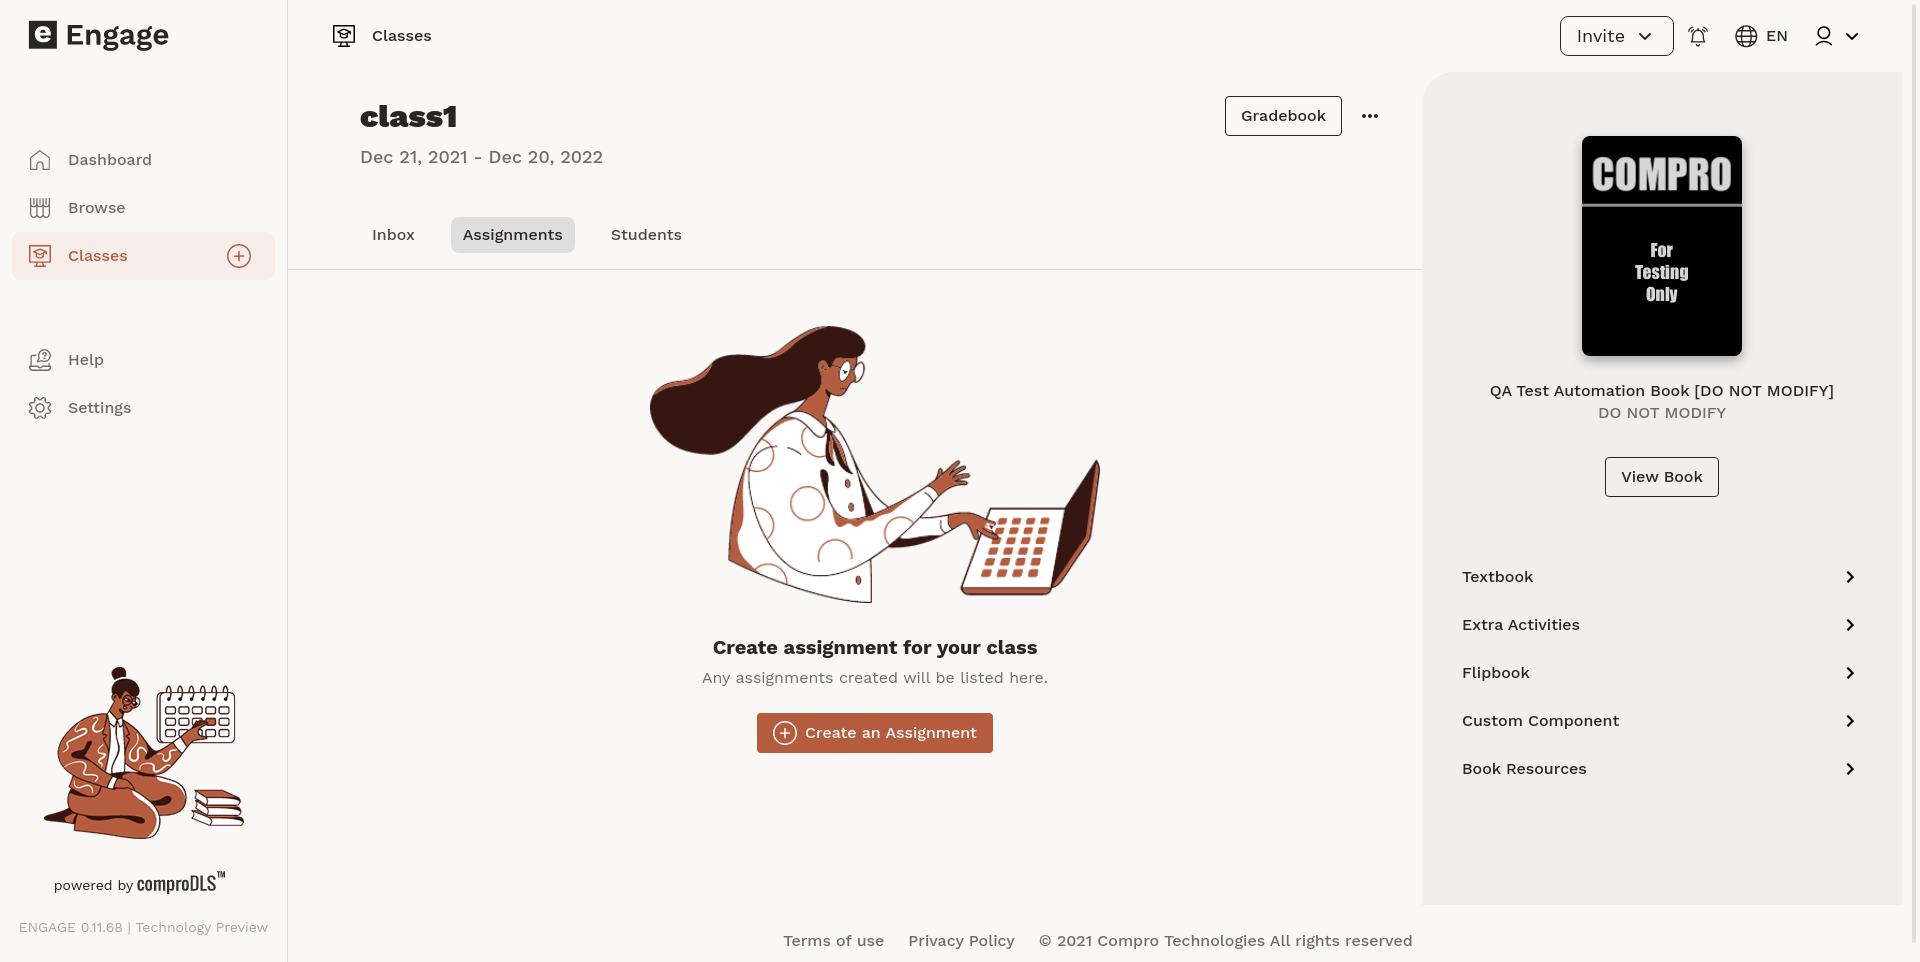 e Engage
Classes
Invite
EN
Dashboard
Browse
Classes
Help
Settings
powered by comproDLS™
ENGAGE 0.11.68 | Technology Preview
class1
Dec 21, 2021 - Dec 20, 2022
Gradebook
Inbox
Assignments
Students
Create assignment for your class
Any assignments created will be listed here.
Create an Assignment
COMPRO
For
Testing
Only
QA Test Automation Book [DO NOT MODIFY]
DO NOT MODIFY
View Book
Textbook
Extra Activities
Flipbook
Custom Component
Book Resources
Terms of use
Privacy Policy
© 2021 Compro Technologies All rights reserved